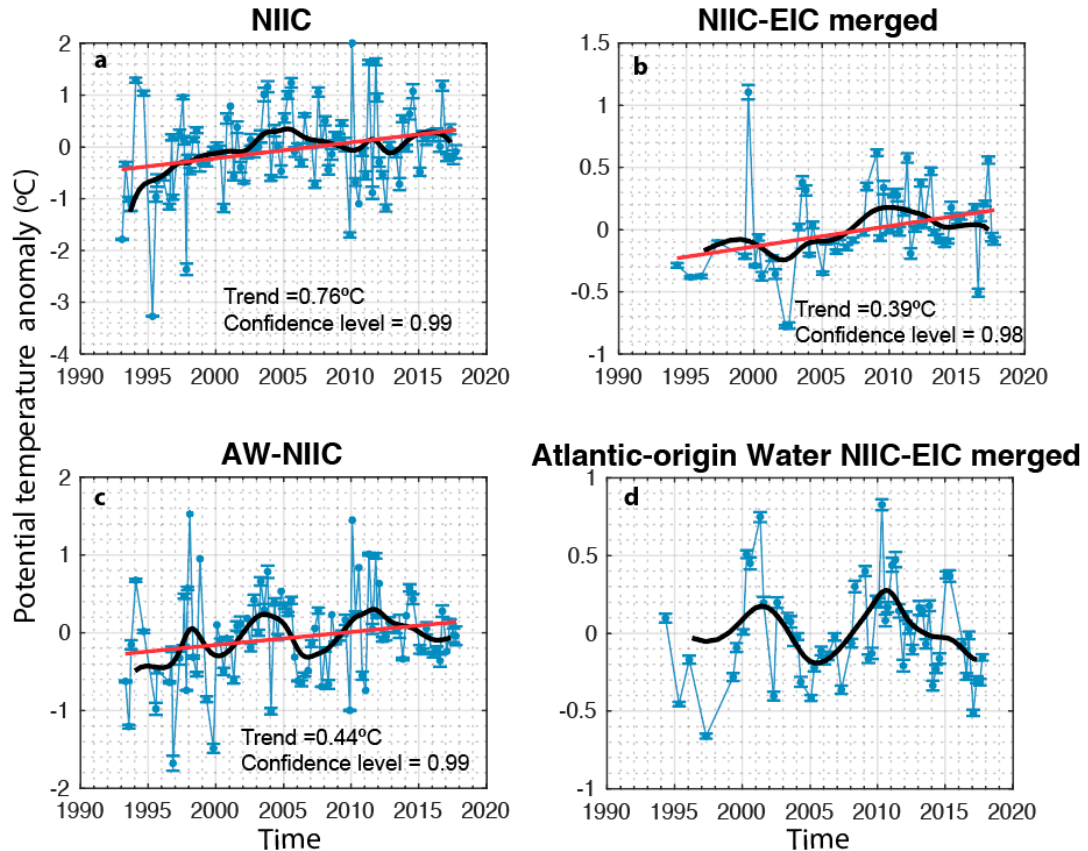 NIIC
NIIC-EIC merged
Potential temperature anomaly (ºC)
a
2
1
0
-1
-2
-3
-4
Trend =0.76ºC
Confidence level = 0.99
1990 1995 2000 2005 2010 2015 2020
b
1.5
1
0.5
0
-0.5
-1
Trend =0.39ºC
Confidence level = 0.98
1990 1995 2000 2005 2010 2015 2020
AW-NIIC
Atlantic-origin Water NIIC-EIC merged
c
2
1
0
-1
-2
Trend =0.44ºC
Confidence level = 0.99
1990 1995 2000 2005 2010 2015 2020
Time
d
1
0.5
0
-0.5
-1
1990 1995 2000 2005 2010 2015 2020
Time